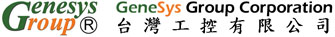 Genesys
Group®
GeneSys Group Corporation
台灣工控有限公司